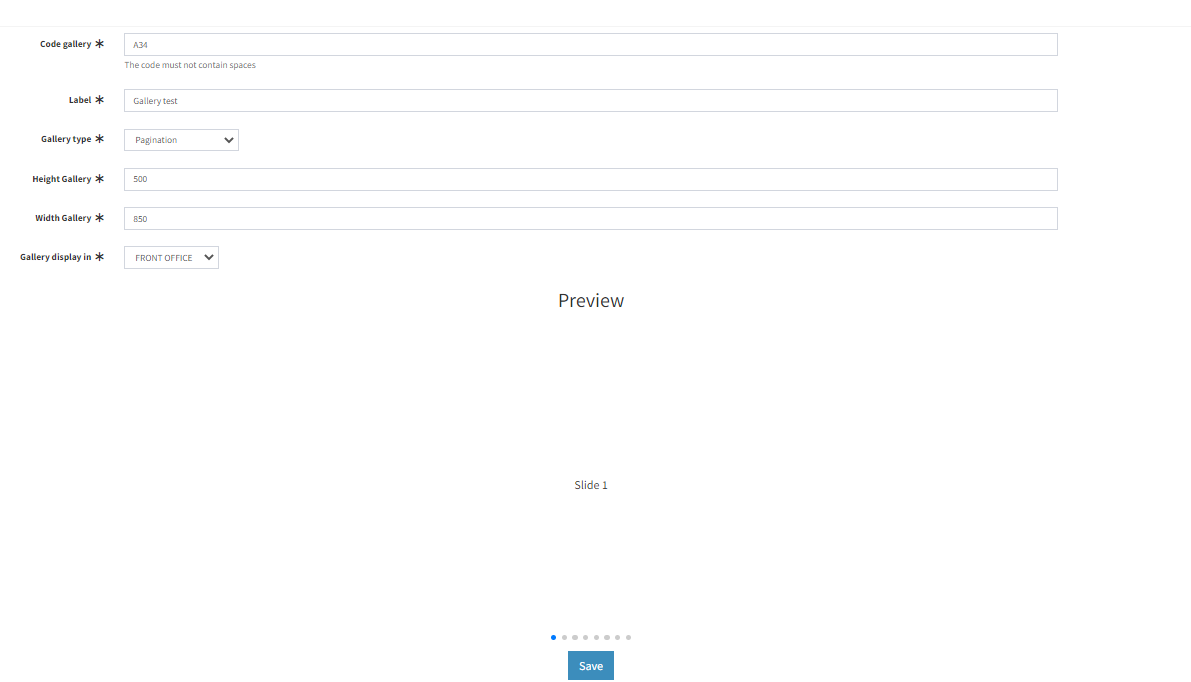 Code gallery *
A34
The code must not contain spaces
Label *
Gallery test
Gallery type *
Pagination
Height Gallery *
500
Width Gallery *
850
Gallery display in *
FRONT OFFICE
Preview
Slide 1
Save